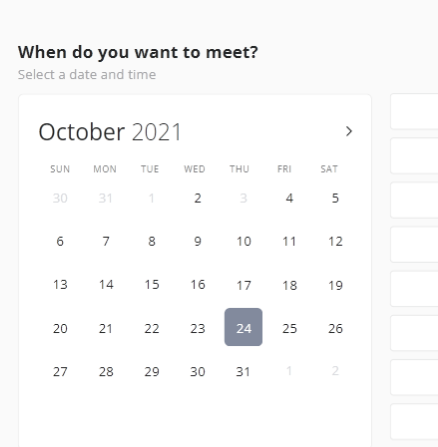 When do you want to meet?
Select a date and time
October 2021
SUN MON TUE WED THU FRI SAT
30 31 1 2 3 4 5
6 7 8 9 10 11 12
13 14 15 16 17 18 19
20 21 22 23 24 25 26
27 28 29 30 31 1 2